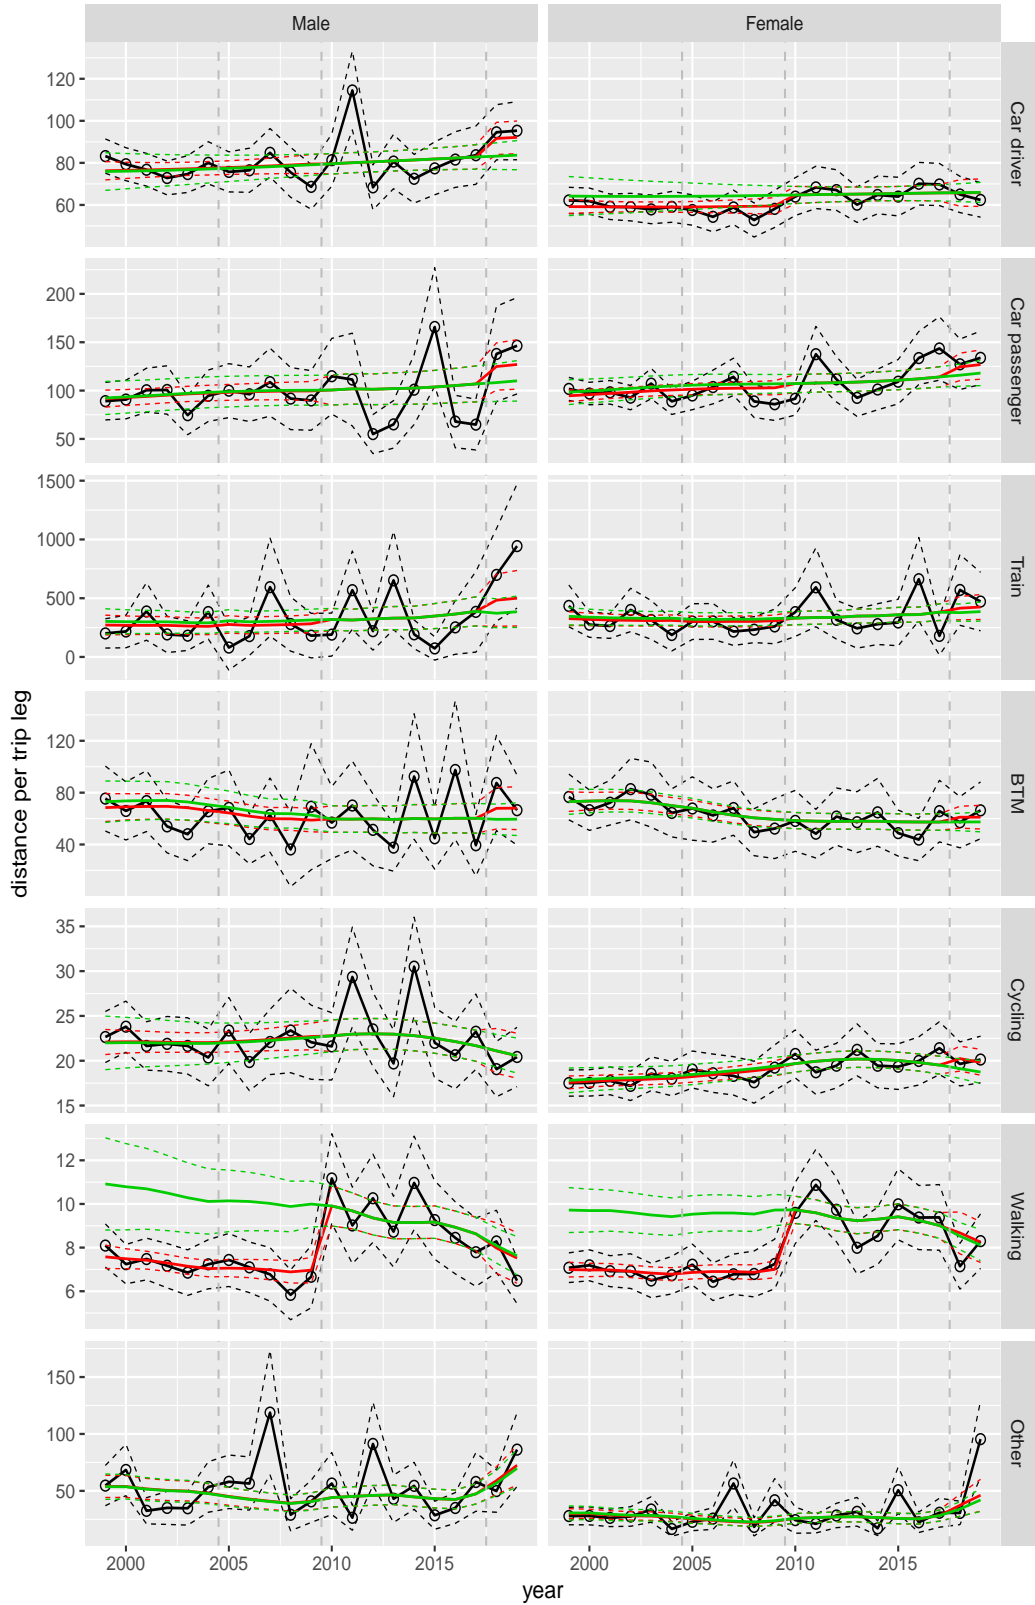 Male Female
120
100
80
60
Car driver
200
150
100
50
Car passenger
1500
1000
500
0
Train
120
80
40
BTM
35
30
25
20
15
Cycling
12
10
8
6
Walking
150
100
50
Other
2000 2005 2010 2015 2000 2005 2010 2015
year
distance per trip leg